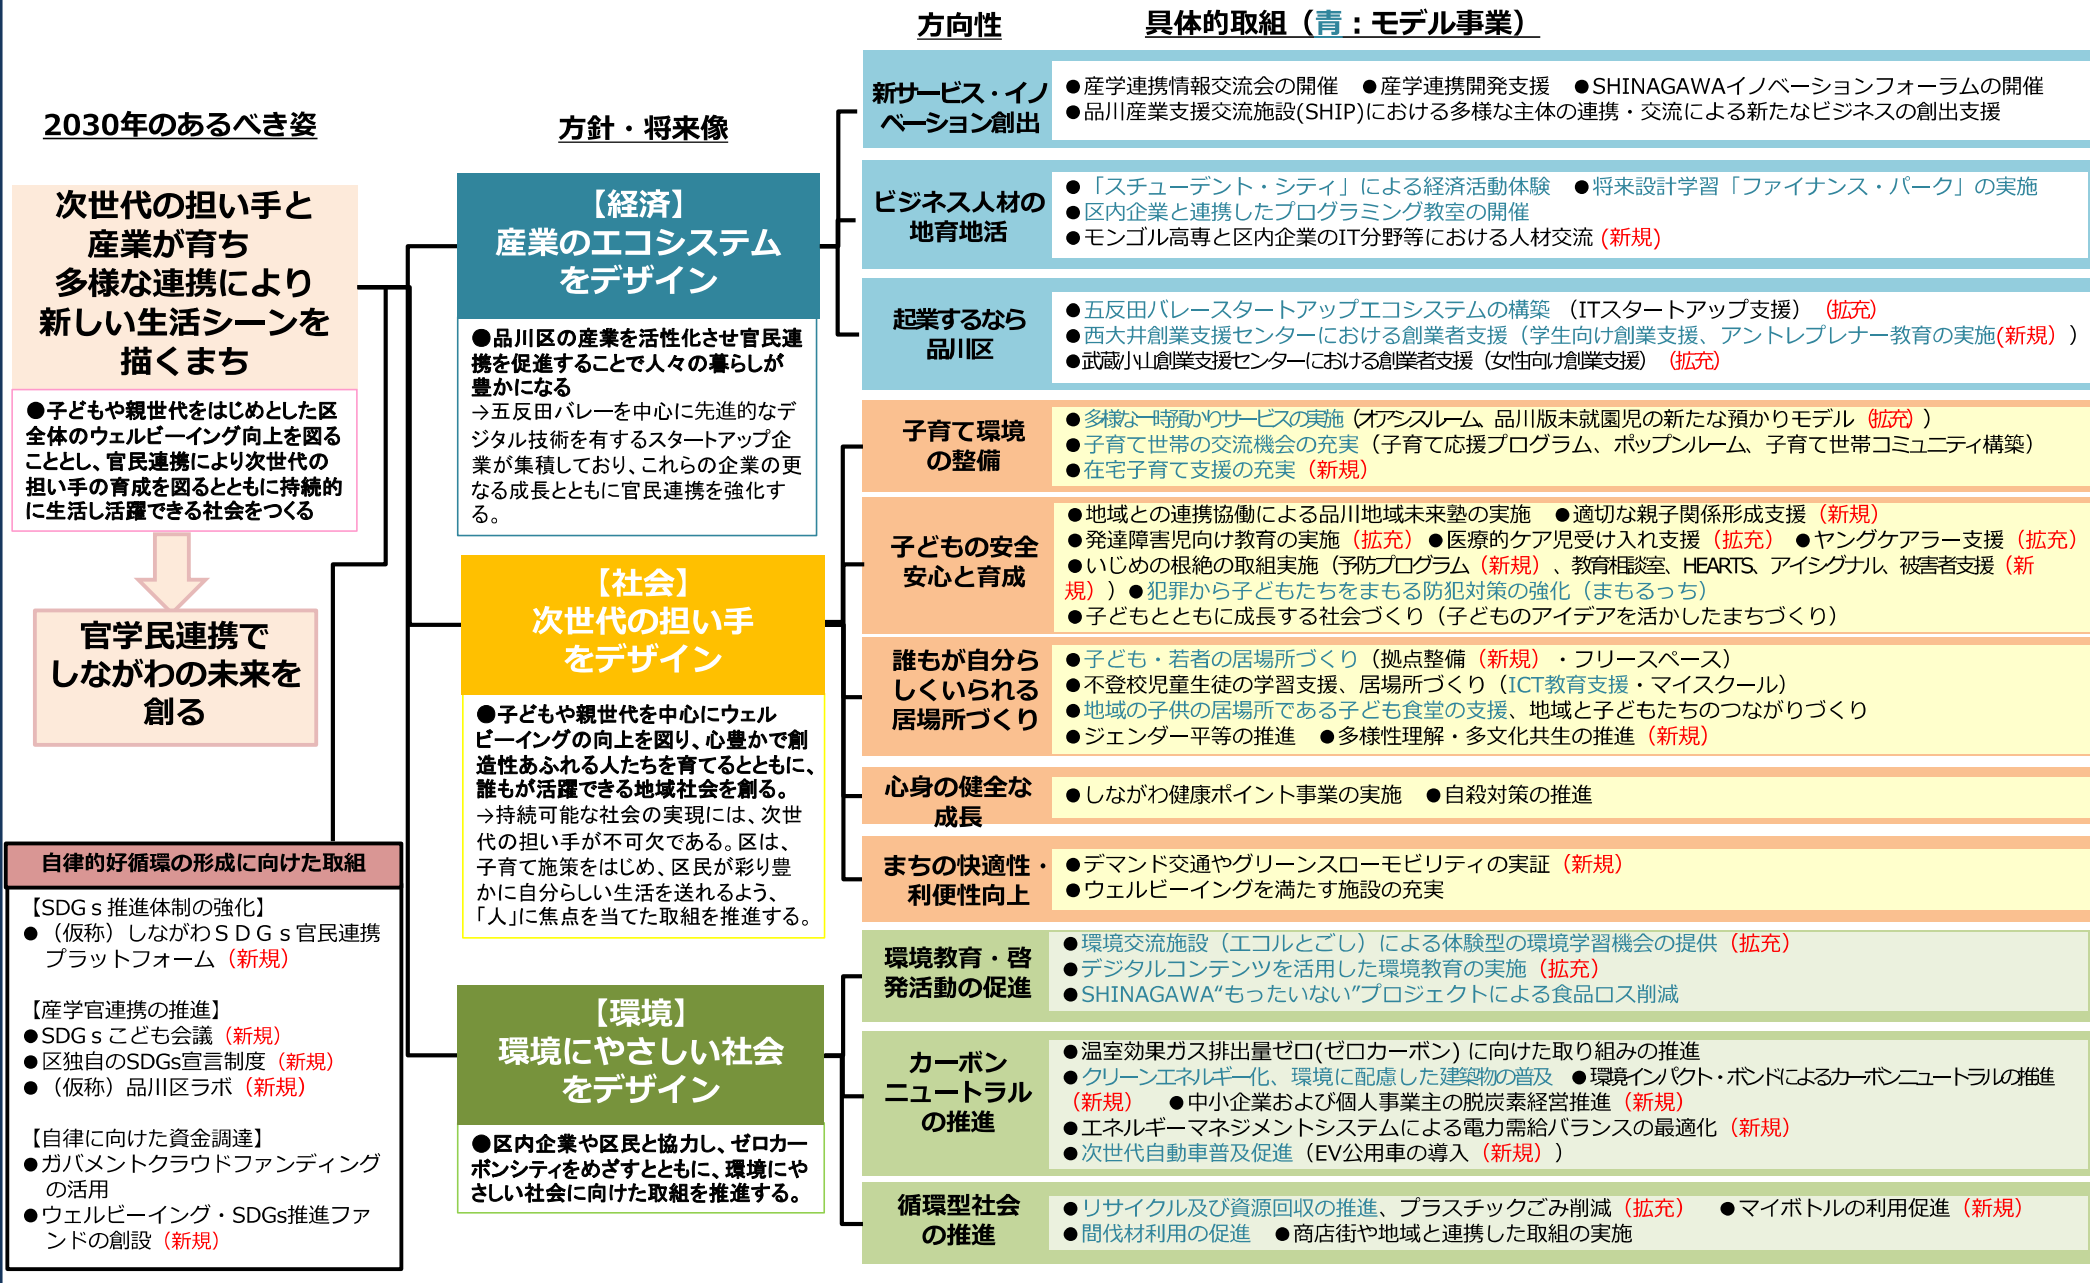 2030年のあるべき姿
次世代の担い手と
産業が育ち
多様な連携により
新しい生活シーンを
描くまち
●子どもや親世代をはじめとした区
全体のウェルビーイング向上を図る
こととし、官民連携により次世代の
担い手の育成を図るとともに持続的
に生活し活躍できる社会をつくる
官学民連携で
しながわの未来を
創る
自律的好循環の形成に向けた取組
【SDGｓ推進体制の強化】
●（仮称）しながわＳＤＧｓ官民連携
プラットフォーム（新規）
【産学官連携の推進】
●SDGｓこども会議（新規）
●区独自のSDGs宣言制度（新規）
●（仮称）品川区ラボ（新規）
【自律に向けた資金調達】
●ガバメントクラウドファンディング
の活用
●ウェルビーイング・SDGs推進ファ
ンドの創設（新規）
方針・将来像
【経済】
産業のエコシステム
をデザイン
●品川区の産業を活性化させ官民連
携を促進することで人々の暮らしが
豊かになる
→五反田バレーを中心に先進的なデ
ジタル技術を有するスタートアップ企
業が集積しており、これらの企業の更
なる成長とともに官民連携を強化す
る。
【社会】
次世代の担い手
をデザイン
●子どもや親世代を中心にウェル
ビーイングの向上を図り、心豊かで創
造性あふれる人たちを育てるとともに、
誰もが活躍できる地域社会を創る。
→持続可能な社会の実現には、次世
代の担い手が不可欠である。区は、
子育て施策をはじめ、区民が彩り豊
かに自分らしい生活を送れるよう、
「人」に焦点を当てた取組を推進する。
【環境】
環境にやさしい社会
をデザイン
●区内企業や区民と協力し、ゼロカー
ボンシティをめざすとともに、環境にや
さしい社会に向けた取組を推進する。
方向性
具体的取組（青：モデル事業）
新サービス・イノ
ベーション創出
●産学連携情報交流会の開催　●産学連携開発支援　●SHINAGAWAイノベーションフォーラムの開催
●品川産業支援交流施設(SHIP)における多様な主体の連携・交流による新たなビジネスの創出支援
ビジネス人材の
地育地活
●「スチューデント・シティ」による経済活動体験　●将来設計学習「ファイナンス・パーク」の実施
●区内企業と連携したプログラミング教室の開催
●モンゴル高専と区内企業のIT分野等における人材交流 (新規)
起業するなら
品川区
●五反田バレースタートアップエコシステムの構築 （ITスタートアップ支援）（拡充）
●西大井創業支援センターにおける創業者支援（学生向け創業支援、アントレプレナー教育の実施(新規））
●武蔵小山創業支援センターにおける創業者支援（女性向け創業支援）（拡充）
子育て環境
の整備
●多様な一時預かりサービスの実施（オアシスルーム、品川版未就園児の新たな預かりモデル（拡充））
●子育て世帯の交流機会の充実（子育て応援プログラム、ポップンルーム、子育て世帯コミュニティ構築）
●在宅子育て支援の充実（新規）
子どもの安全
安心と育成
●地域との連携協働による品川地域未来塾の実施　●適切な親子関係形成支援（新規）
●発達障害児向け教育の実施（拡充）●医療的ケア児受け入れ支援（拡充）●ヤングケアラー支援（拡充）
●いじめの根絶の取組実施（予防プログラム（新規）、教育相談室、HEARTS、アイシグナル、被害者支援（新
規））●犯罪から子どもたちをまもる防犯対策の強化（まもるっち）
●子どもとともに成長する社会づくり（子どものアイデアを活かしたまちづくり）
誰もが自分ら
しくいられる
居場所づくり
●子ども・若者の居場所づくり（拠点整備（新規）・フリースペース）
●不登校児童生徒の学習支援、居場所づくり（ICT教育支援・マイスクール）
●地域の子供の居場所である子ども食堂の支援、地域と子どもたちのつながりづくり
●ジェンダー平等の推進　●多様性理解・多文化共生の推進（新規）
心身の健全な
成長
●しながわ健康ポイント事業の実施　●自殺対策の推進
まちの快適性・
利便性向上
●デマンド交通やグリーンスローモビリティの実証（新規）
●ウェルビーイングを満たす施設の充実
環境教育・啓
発活動の促進
●環境交流施設（エコルとごし）による体験型の環境学習機会の提供（拡充）
●デジタルコンテンツを活用した環境教育の実施（拡充）
●SHINAGAWA“もったいない”プロジェクトによる食品ロス削減
カーボン
ニュートラル
の推進
●温室効果ガス排出量ゼロ(ゼロカーボン) に向けた取り組みの推進
●クリーンエネルギー化、環境に配慮した建築物の普及　●環境インパクト・ボンドによるカーボンニュートラルの推進
（新規）　●中小企業および個人事業主の脱炭素経営推進（新規）
●エネルギーマネジメントシステムによる電力需給バランスの最適化（新規）
●次世代自動車普及促進（EV公用車の導入（新規））
循環型社会
の推進
●リサイクル及び資源回収の推進、プラスチックごみ削減（拡充）　●マイボトルの利用促進（新規）
●間伐材利用の促進　●商店街や地域と連携した取組の実施